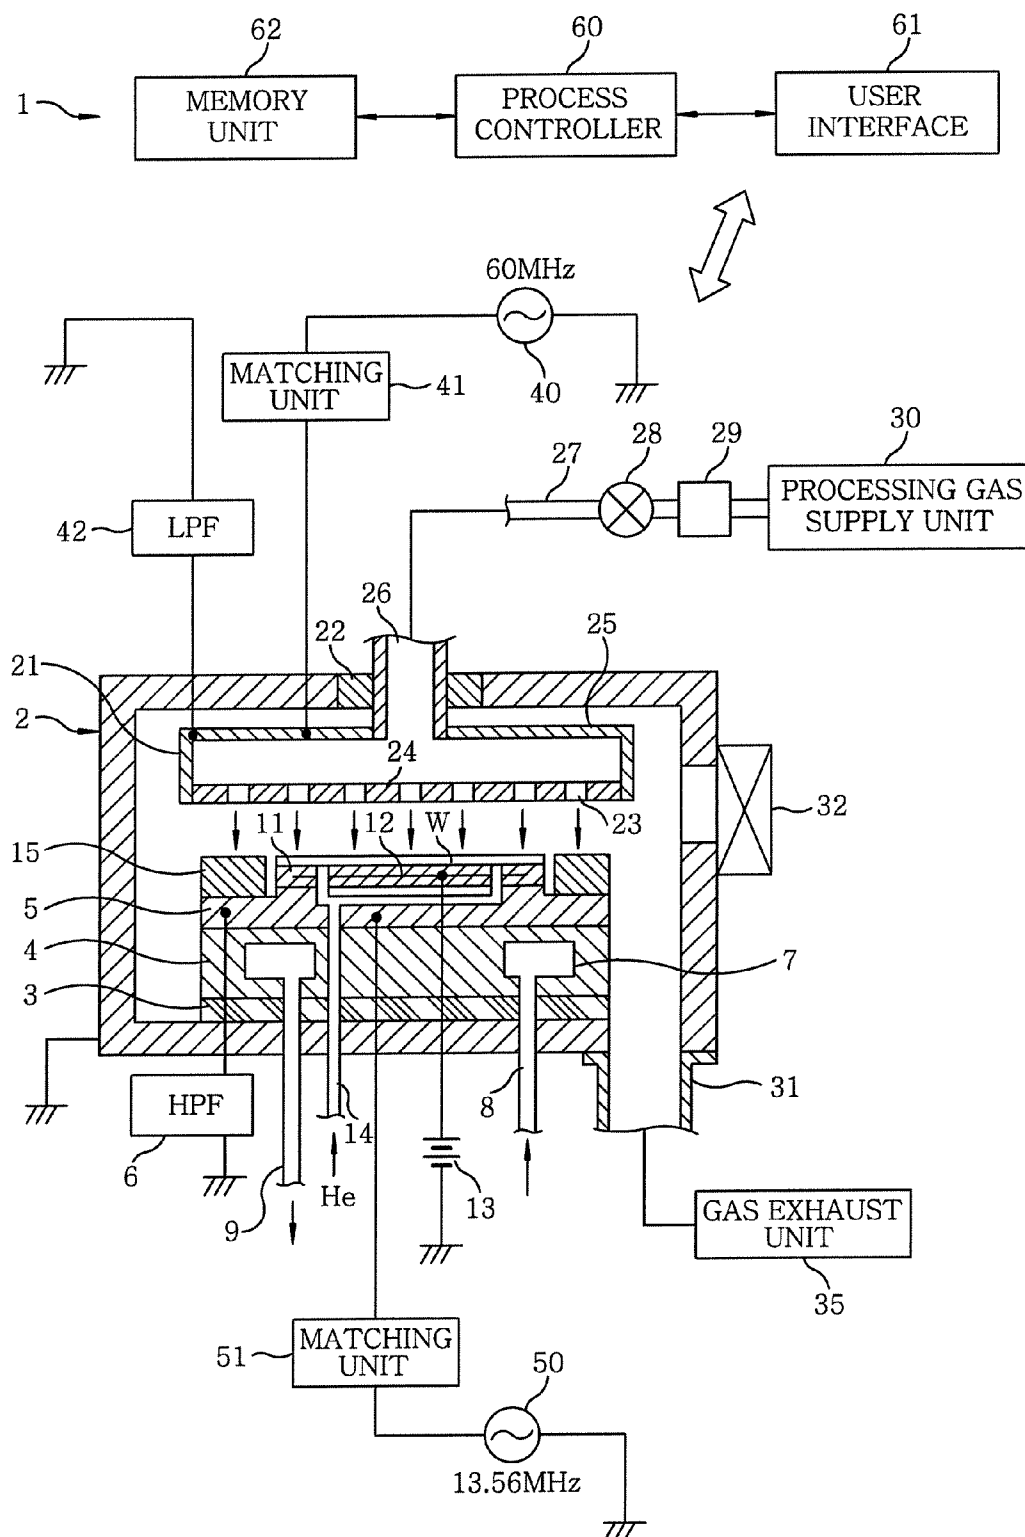 62
60
61
1
MEMORY
UNIT
PROCESS
CONTROLLER
USER
INTERFACE
60MHz
40
MATCHING
UNIT
41
42
LPF
27
28
29
30
PROCESSING GAS
SUPPLY UNIT
26
22
25
21
2
24
23
32
11
12
W
15
5
4
3
7
HPF
6
9
14
He
8
13
31
GAS EXHAUST
UNIT
35
51
MATCHING
UNIT
50
13.56MHz